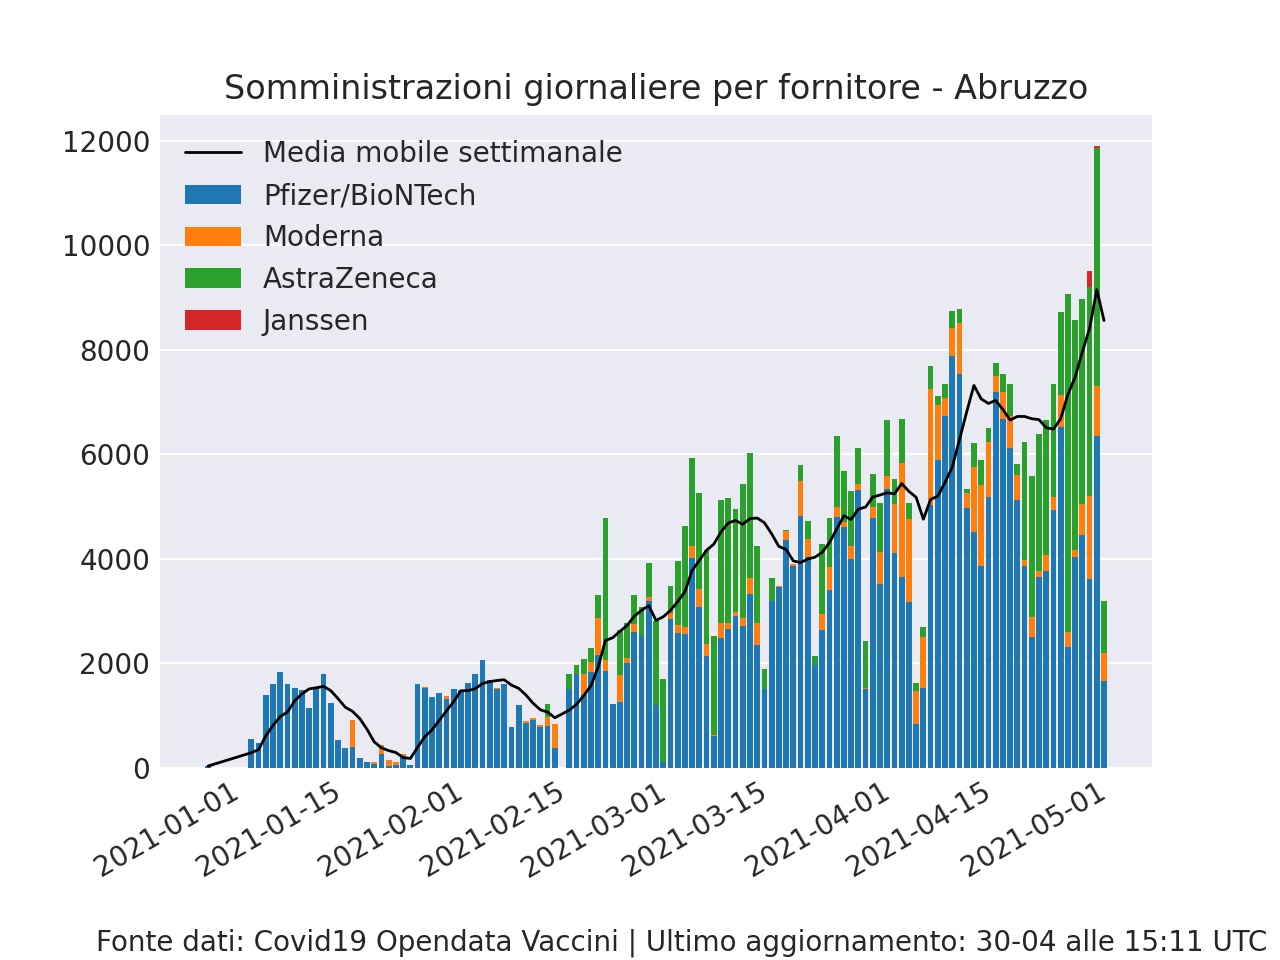 Somministrazioni giornaliere per fornitore - Abruzzo
Media mobile settimanale
Pfizer/BioNTech
Moderna
AstraZeneca
Janssen
12000
10000
8000
6000
4000
2000
0
2021-01-01
2021-01-15
2021-02-01
2021-02-15
2021-03-01
2021-03-15
2021-04-01
2021-04-15
2021-05-01
Fonte dati: Covid19 Opendata Vaccini | Ultimo aggiornamento: 30-04 alle 15:11 UTC